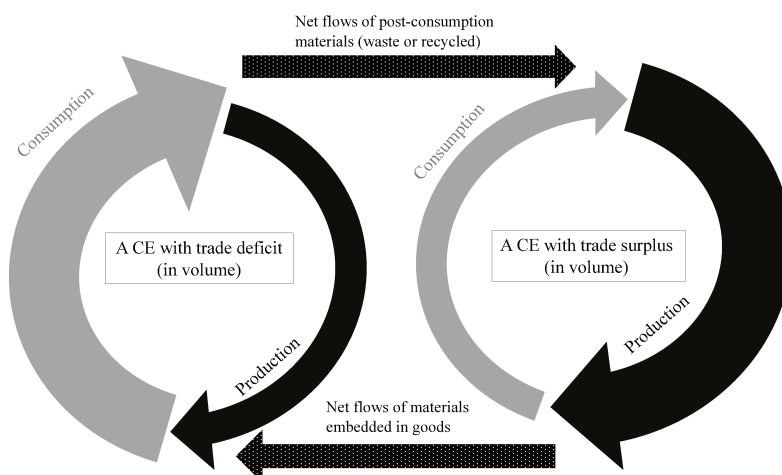 Net flows of post-consumption
materials (waste or recycled)
Consumption
Consumption
A CE with trade deficit
(in volume)
A CE with trade surplus
(in volume)
Production
Production
Net flows of materials
embedded in goods